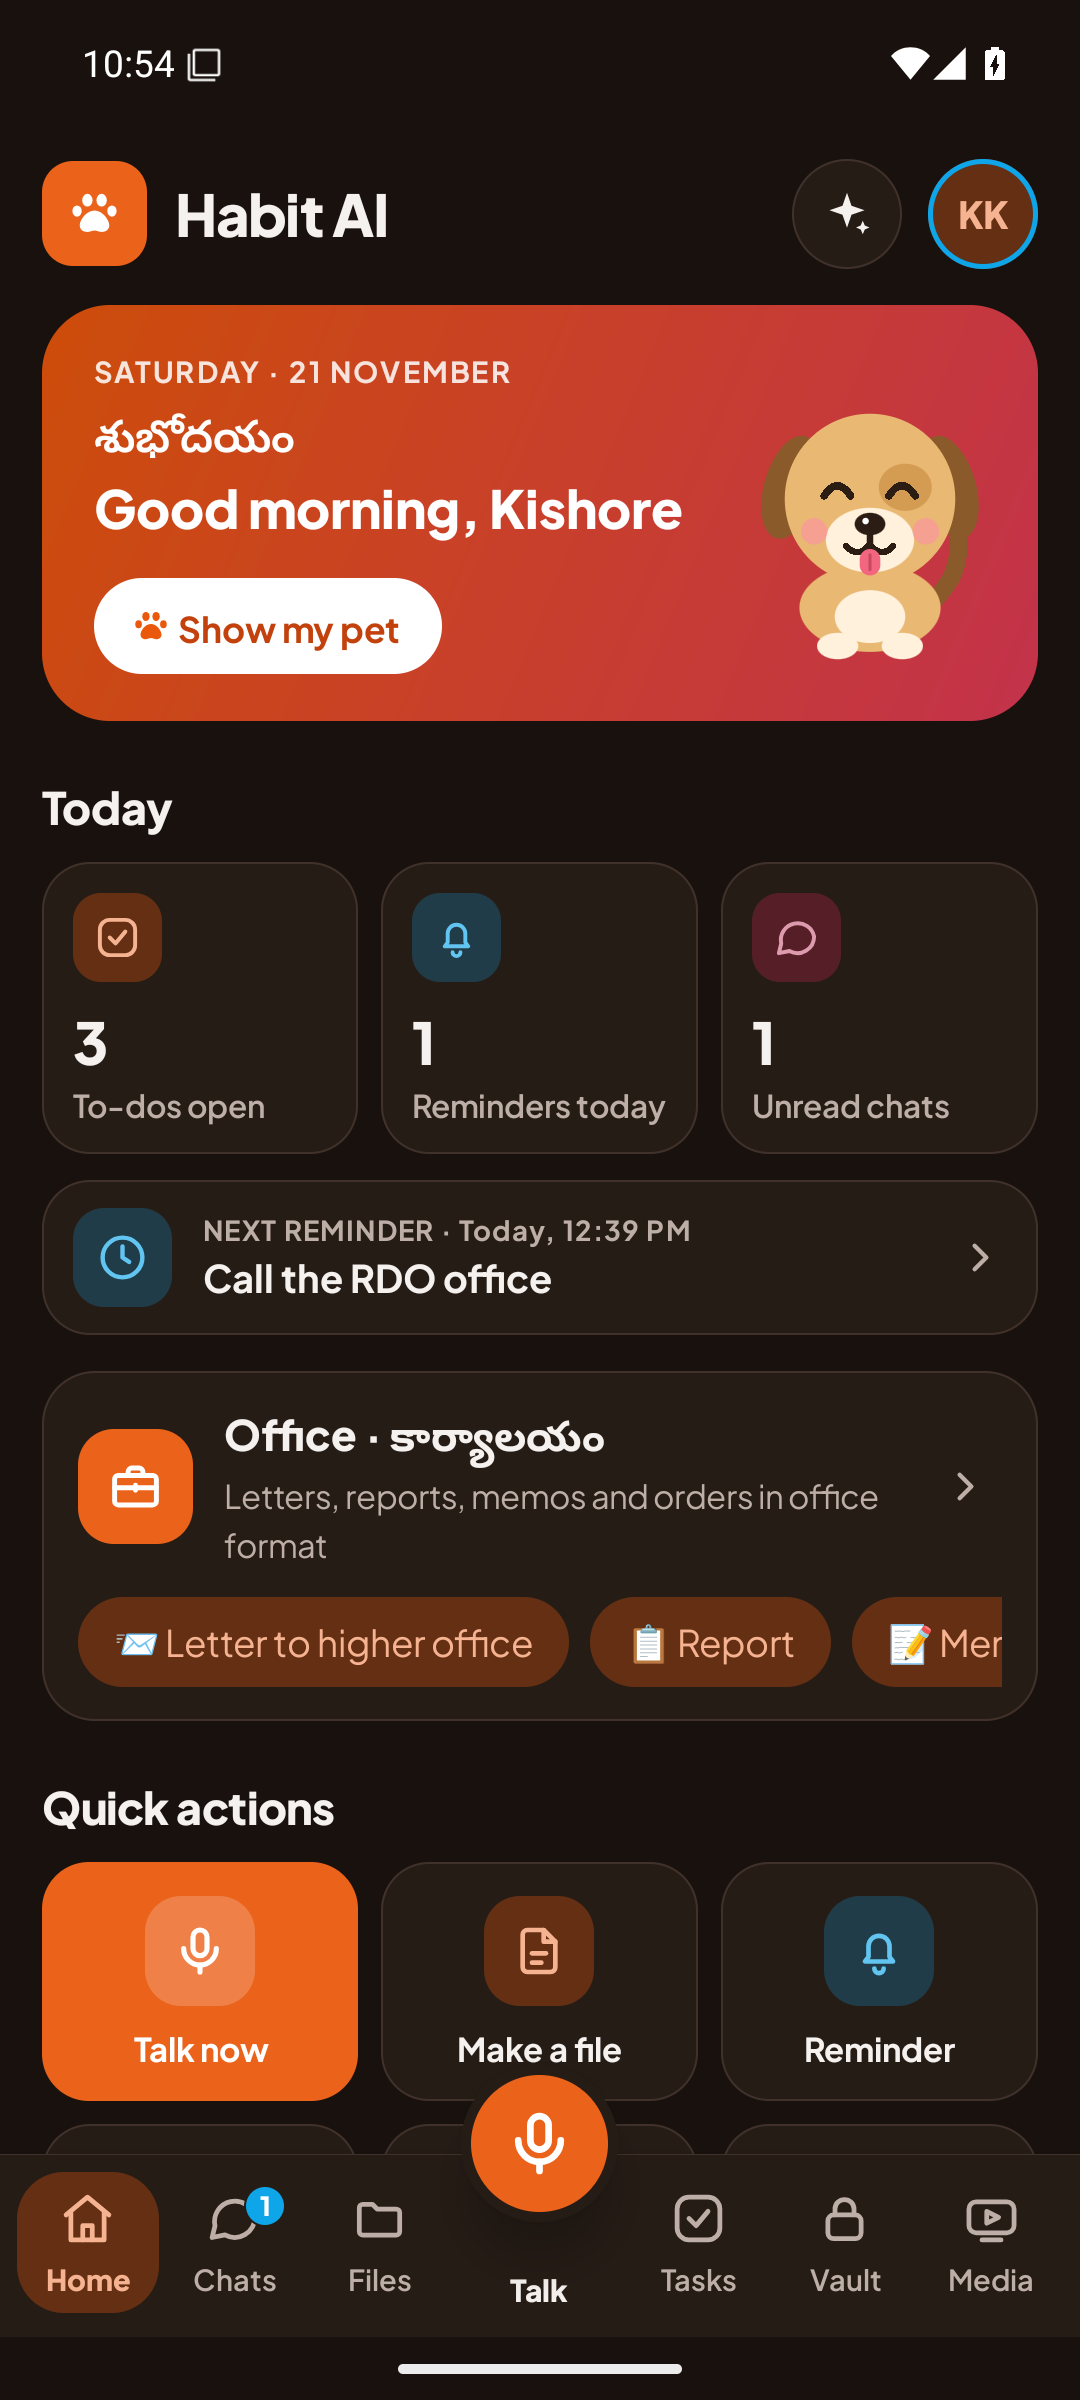 10:54
Habit AI
KK
SATURDAY · 21 NOVEMBER
శుభోదయం
Good morning, Kishore
Show my pet
Today
3
To-dos open
1
Reminders today
1
Unread chats
NEXT REMINDER · Today, 12:39 PM
Call the RDO office
Office · కార్యాలయం
Letters, reports, memos and orders in office
format
Letter to higher office
Report
Quick actions
Talk now
Make a file
Reminder
1
Home
Chats
Files
Talk
Tasks
Vault
Media